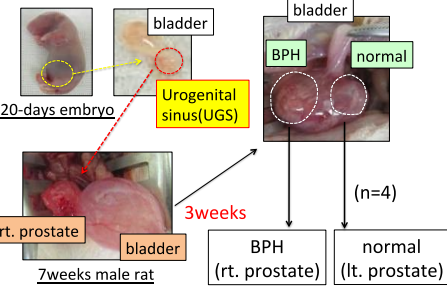 bladder
bladder
BPH
normal
20-days embryo
Urogenital
sinus(UGS)
rt. prostate
bladder
7weeks male rat
3weeks
(n=4)
BPH
(rt. prostate)
normal
(lt. prostate)